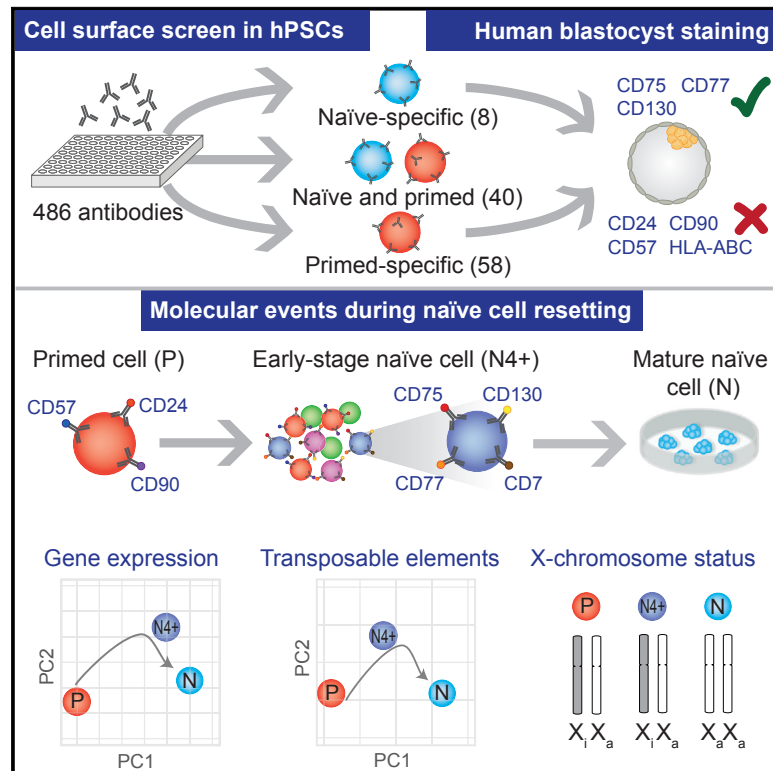 Cell surface screen in hPSCs
Human blastocyst staining
486 antibodies
Naïve-specific (8)
Naïve and primed (40)
Primed-specific (58)
CD75 CD77
CD130
CD24 CD90
CD57 HLA-ABC
Molecular events during naïve cell resetting
Primed cell (P)
Early-stage naïve cell (N4+)
Mature naïve
cell (N)
CD57
CD24
CD90
CD75
CD130
CD77
CD7
Gene expression
Transposable elements
X-chromosome status
PC2
P
N4+
N
PC1
PC2
P
N4+
N
PC1
P
N4+
N
XiXa
XiXa
XaXa